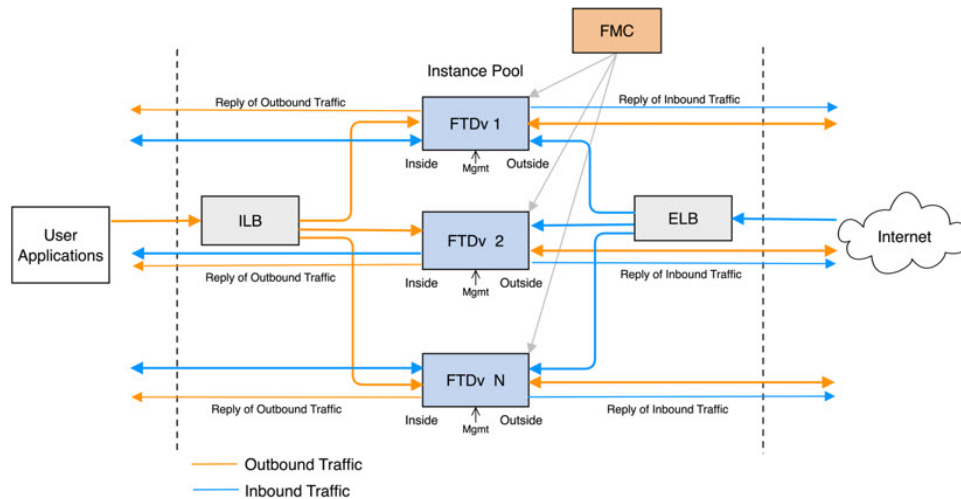 FMC
Instance Pool
Reply of Outbound Traffic
FTDv 1
Reply of Inbound Traffic
Inside
Mgmt
Outside
User
Applications
ILB
FTDv 2
ELB
Internet
Reply of Outbound Traffic
Inside
Mgmt
Outside
Reply of Inbound Traffic
FTDv N
Reply of Outbound Traffic
Inside
Mgmt
Outside
Reply of Inbound Traffic
Outbound Traffic
Inbound Traffic